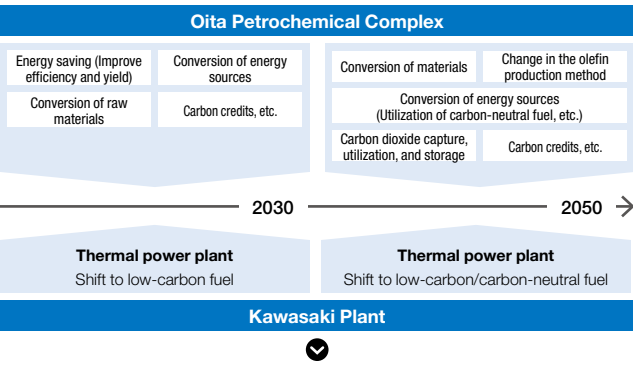 Oita Petrochemical Complex
Energy saving (Improve
efficiency and yield)
Conversion of energy
sources
Conversion of raw
materials
Carbon credits, etc.
Conversion of materials
Change in the olefin
production method
Conversion of energy sources
(Utilization of carbon-neutral fuel, etc.)
Carbon dioxide capture,
utilization, and storage
Carbon credits, etc.
2030
2050
Thermal power plant
Shift to low-carbon fuel
Thermal power plant
Shift to low-carbon/carbon-neutral fuel
Kawasaki Plant